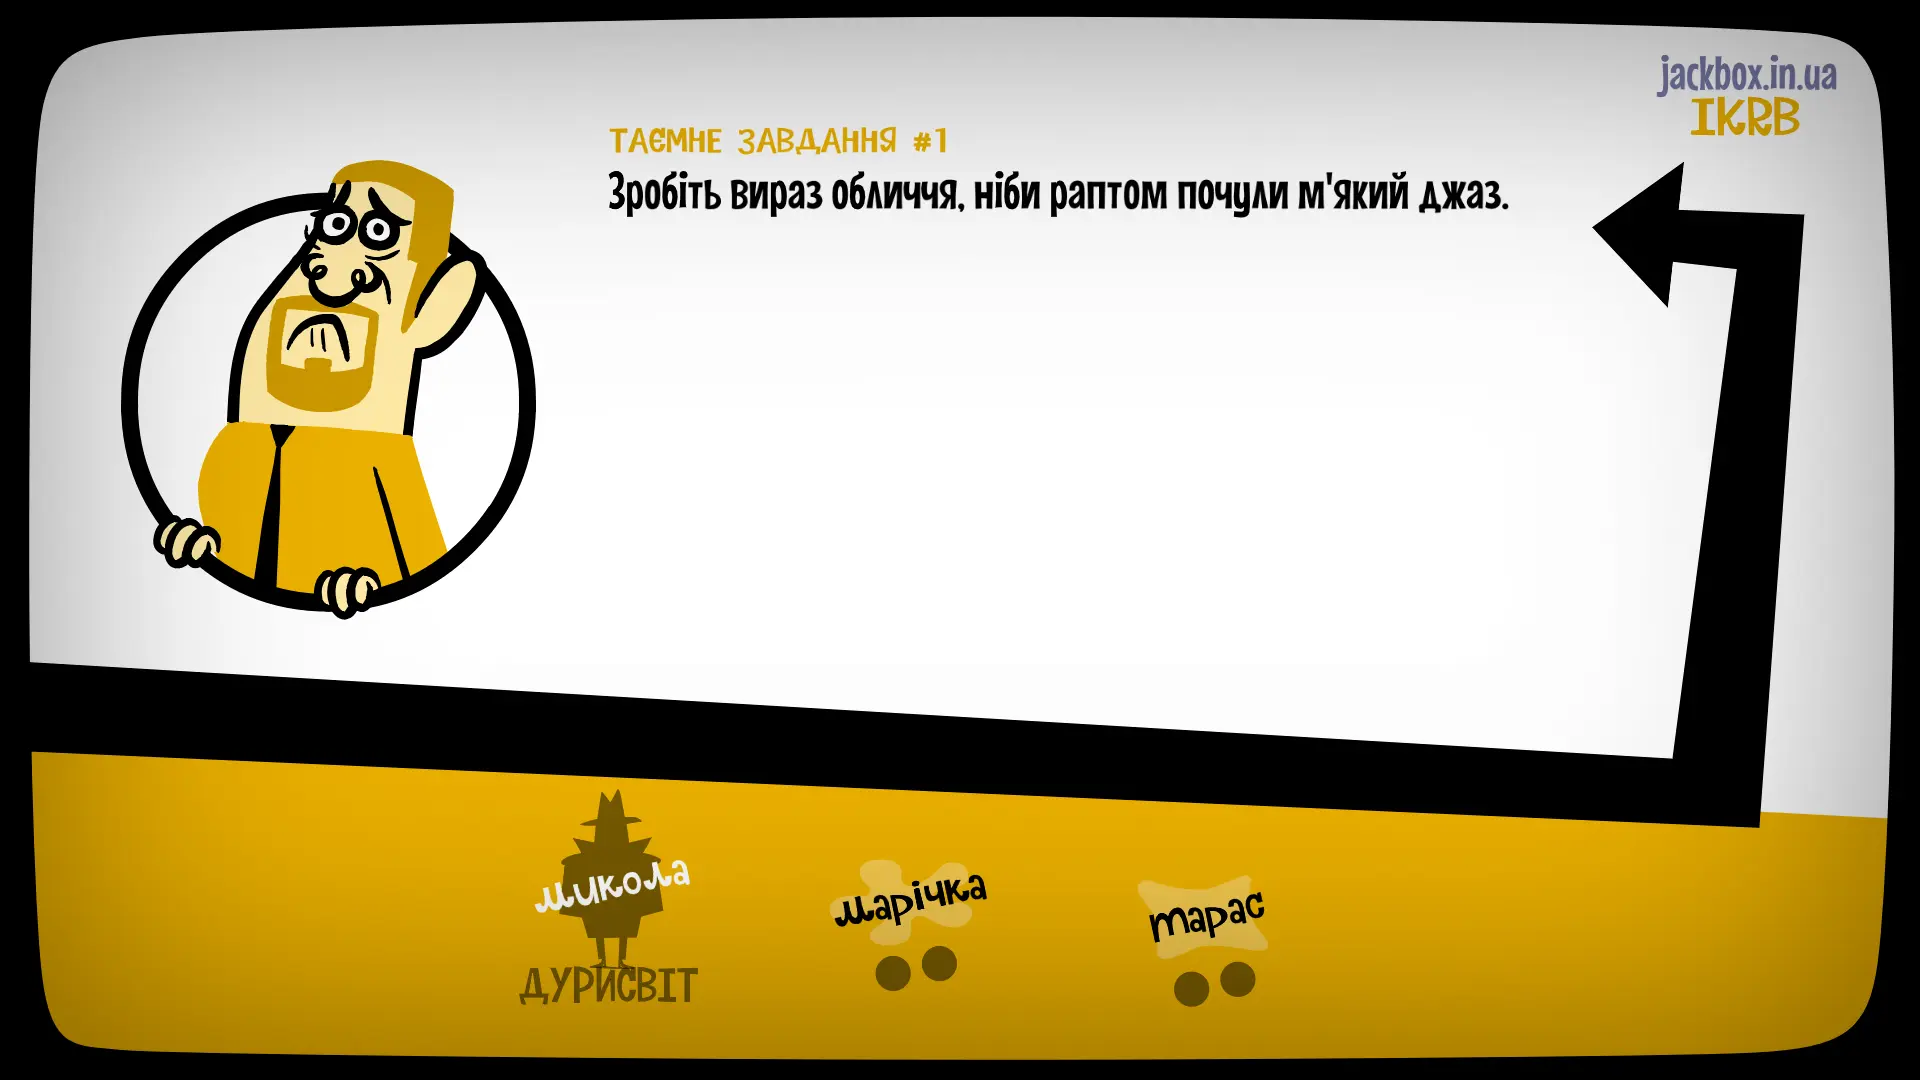 jackbox.in.ua
IKRB
ТАЄМНЕ ЗАВДАННЯ #1
Зробіть вираз обличчя, ніби раптом почули м'який джаз.
микола
ДУРИСВІТ
марічка
тарас